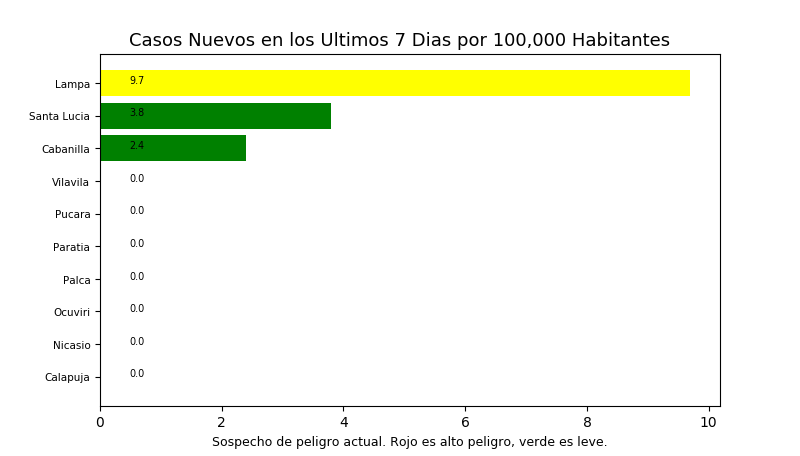 Casos Nuevos en los Ultimos 7 Dias por 100,000 Habitantes
Lampa 9.7
Santa Lucia 3.8
Cabanilla 2.4
Vilavila 0.0
Pucara 0.0
Paratia 0.0
Palca 0.0
Ocuviri 0.0
Nicasio 0.0
Calapuja 0.0
0 2 4 6 8 10
Sospecho de peligro actual. Rojo es alto peligro, verde es leve.